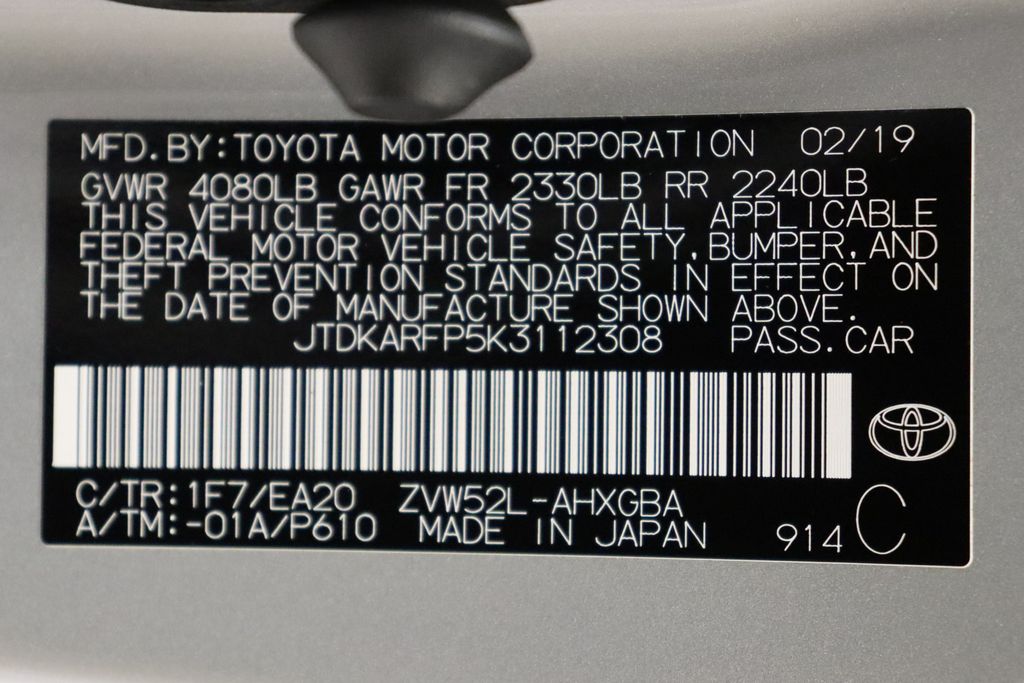 MFD.BY:TOYOTA MOTOR CORPORATION 02/19
GVWR 4080LB GAWR FR 2330LB RR 2240LB
THIS VEHICLE CONFORMS TO ALL APPLICABLE
FEDERAL MOTOR VEHICLE SAFETY,BUMPER,AND
THEFT PREVENTION STANDARDS IN EFFECT ON
THE DATE OF MANUFACTURE SHOWN ABOVE.
JTDKARFP5K3112308 PASS.CAR
C/TR:1F7/EA20 ZVW52L-AHXGBA
A/TM:-01A/P610 MADE IN JAPAN 914 C